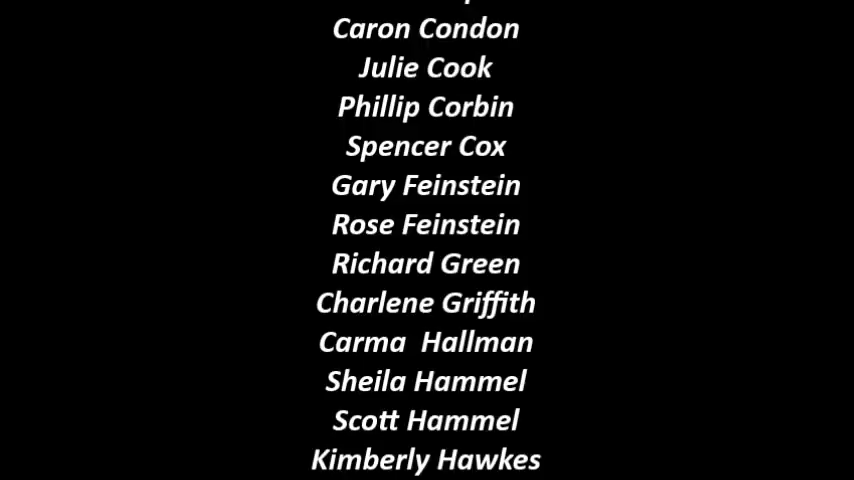 Caron Condon
Julie Cook
Phillip Corbin
Spencer Cox
Gary Feinstein
Rose Feinstein
Richard Green
Charlene Griffith
Carma  Hallman
Sheila Hammel
Scott Hammel
Kimberly Hawkes